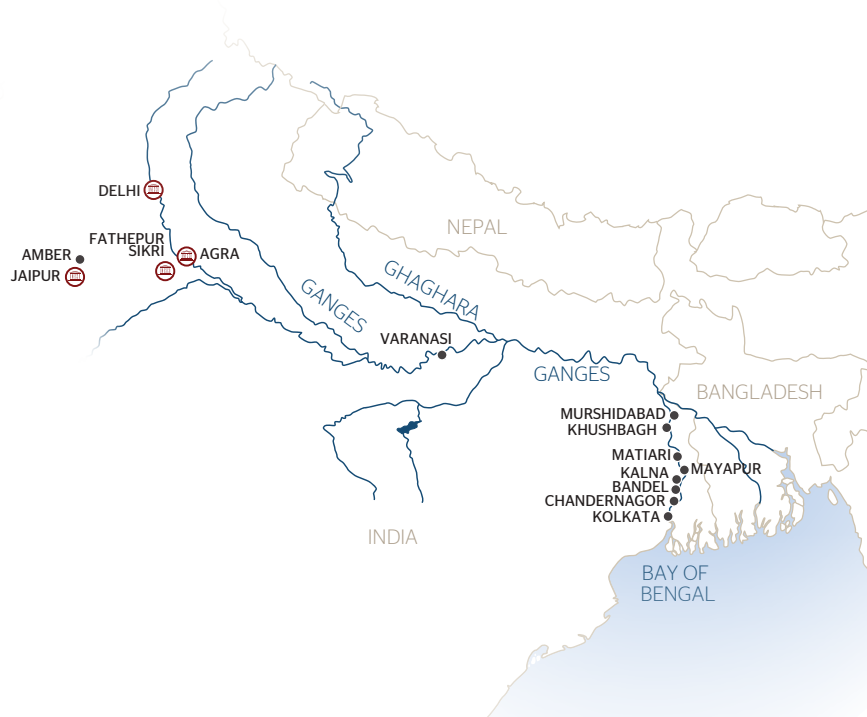 DELHI
NEPAL
FATHEPUR
SIKRI
AGRA
AMBER
JAIPUR
GHAGHARA
GANGES
VARANASI
GANGES
BANGLADESH
MURSHIDABAD
KHUSHBAGH
MATIARI
MAYAPUR
KALNA
BANDEL
CHANDERNAGOR
KOLKATA
INDIA
BAY OF
BENGAL